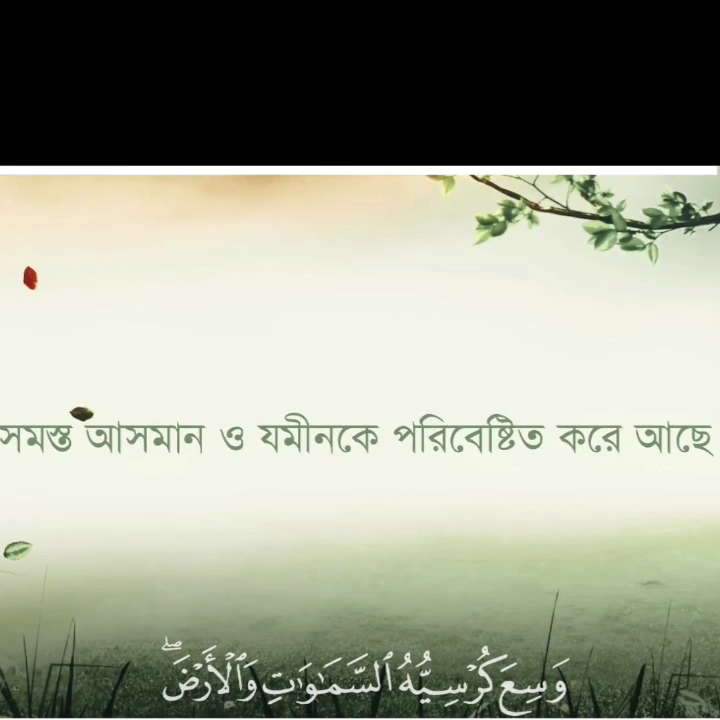 সমস্ত আসমান ও যমীনকে পরিবেষ্টিত করে আছে
وَسِعَ كُرْسِيُّهُ ٱلسَّمَـٰوَٰتِ وَٱلْأَرْضَ ۖ